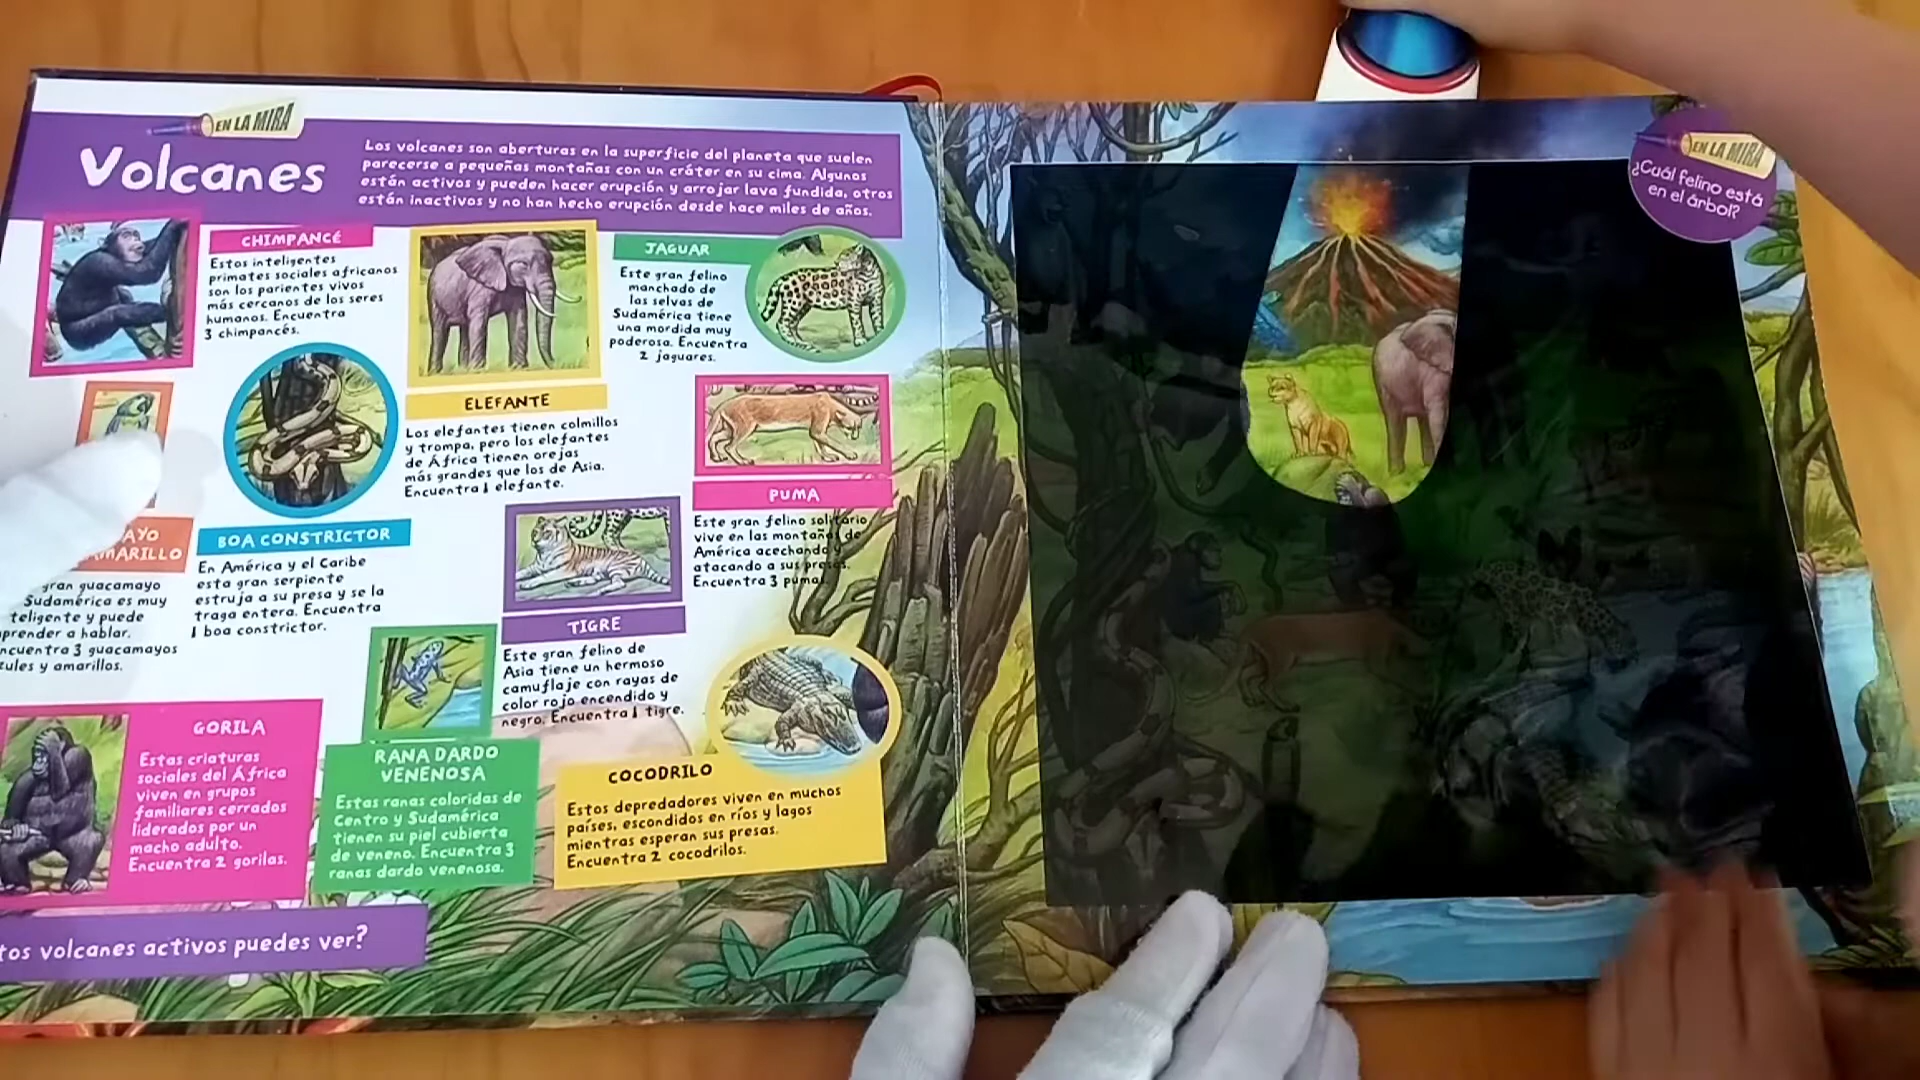 EN LA MIRA
Volcanes
Los volcanes son aberturas en la superficie del planeta que suelen
parecerse a pequeñas montañas con un cráter en su cima. Algunos
están activos y pueden hacer erupción y arrojar lava fundida, otros
están inactivos y no han hecho erupción desde hace miles de años.
CHIMPANCÉ
Estos inteligentes
primates sociales africanos
son los parientes vivos
más cercanos de los seres
humanos. Encuentra
3 chimpancés.
ELEFANTE
Los elefantes tienen colmillos
y trompa, pero los elefantes
de África tienen orejas
más grandes que los de Asia.
Encuentra 1 elefante.
JAGUAR
Este gran felino
manchado de
las selvas de
Sudamérica tiene
una mordida muy
poderosa. Encuentra
2 jaguares.
PUMA
Este gran felino solitario
vive en las montañas de
América acechando y
atacando a sus presas.
Encuentra 3 pumas.
AYO
AMARILLO
gran guacamayo
Sudamérica es muy
teligente y puede
prender a hablar.
ncuentra 3 guacamayos
zules y amarillos.
BOA CONSTRICTOR
En América y el Caribe
esta gran serpiente
estruja a su presa y se la
traga entera. Encuentra
1 boa constrictor.
TIGRE
Este gran felino de
Asia tiene un hermoso
camuflaje con rayas de
color rojo encendido y
negro. Encuentra 1 tigre.
GORILA
Estas criaturas
sociales del África
viven en grupos
familiares cerrados
liderados por un
macho adulto.
Encuentra 2 gorilas.
RANA DARDO
VENENOSA
Estas ranas coloridas de
Centro y Sudamérica
tienen su piel cubierta
de veneno. Encuentra 3
ranas dardo venenosa.
COCODRILO
Estos depredadores viven en muchos
países, escondidos en ríos y lagos
mientras esperan sus presas.
Encuentra 2 cocodrilos.
tos volcanes activos puedes ver?
EN LA MIRA
¿Cuál felino está
en el árbol?